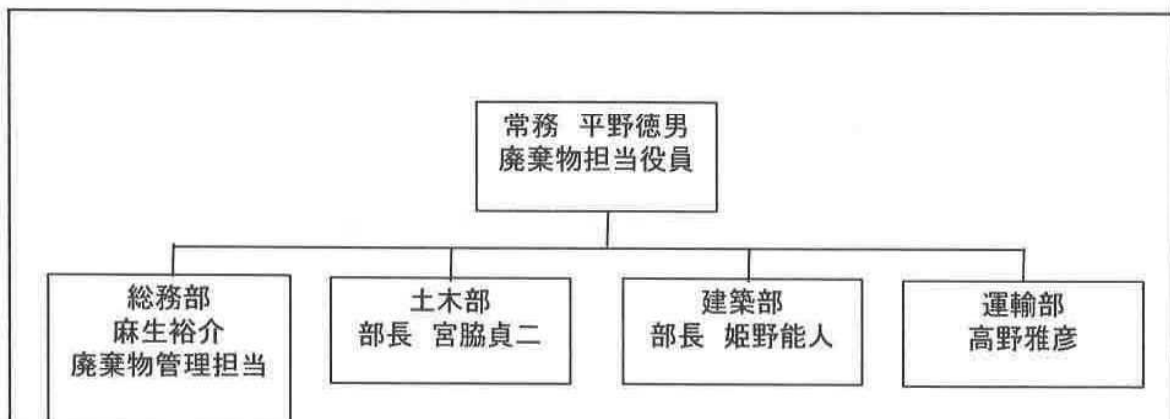 常務 平野徳男
廃棄物担当役員
総務部
麻生裕介
廃棄物管理担当
土木部
部長 宮脇貞二
建築部
部長 姫野能人
運輸部
高野雅彦